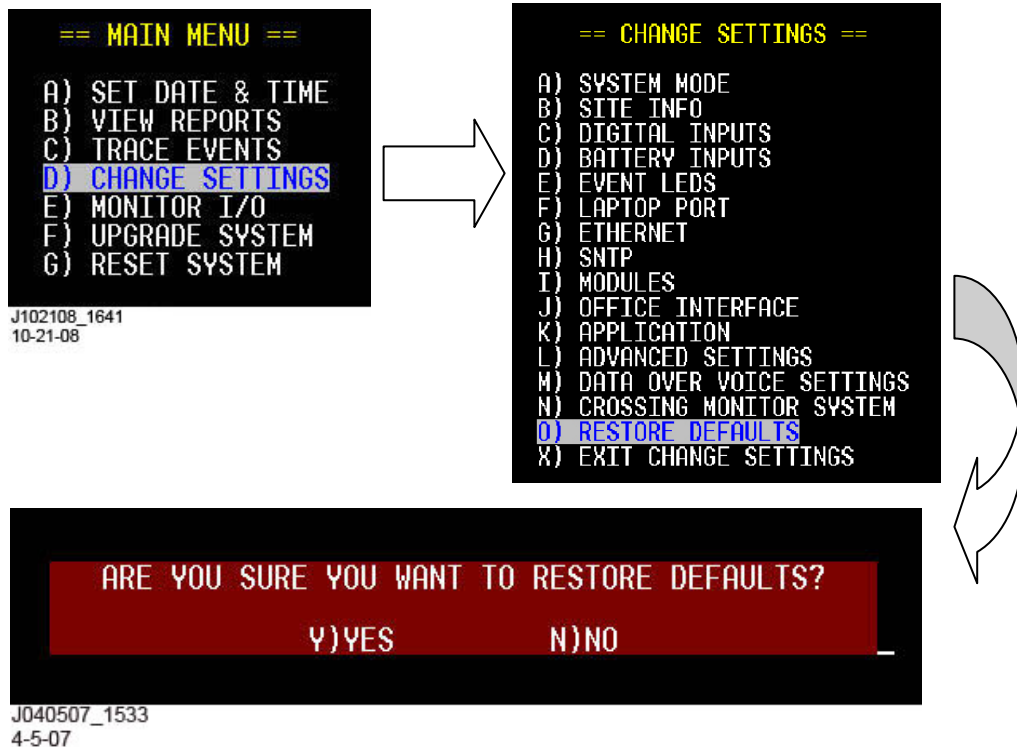 == MAIN MENU ==
A) SET DATE & TIME
B) VIEW REPORTS
C) TRACE EVENTS
D) CHANGE SETTINGS
E) MONITOR I/O
F) UPGRADE SYSTEM
G) RESET SYSTEM
J102108_1641
10-21-08
== CHANGE SETTINGS ==
A) SYSTEM MODE
B) SITE INFO
C) DIGITAL INPUTS
D) BATTERY INPUTS
E) EVENT LEDS
F) LAPTOP PORT
G) ETHERNET
H) SNTP
I) MODULES
J) OFFICE INTERFACE
K) APPLICATION
L) ADVANCED SETTINGS
M) DATA OVER VOICE SETTINGS
N) CROSSING MONITOR SYSTEM
O) RESTORE DEFAULTS
X) EXIT CHANGE SETTINGS
ARE YOU SURE YOU WANT TO RESTORE DEFAULTS?
Y)YES N)NO _
J040507_1533
4-5-07